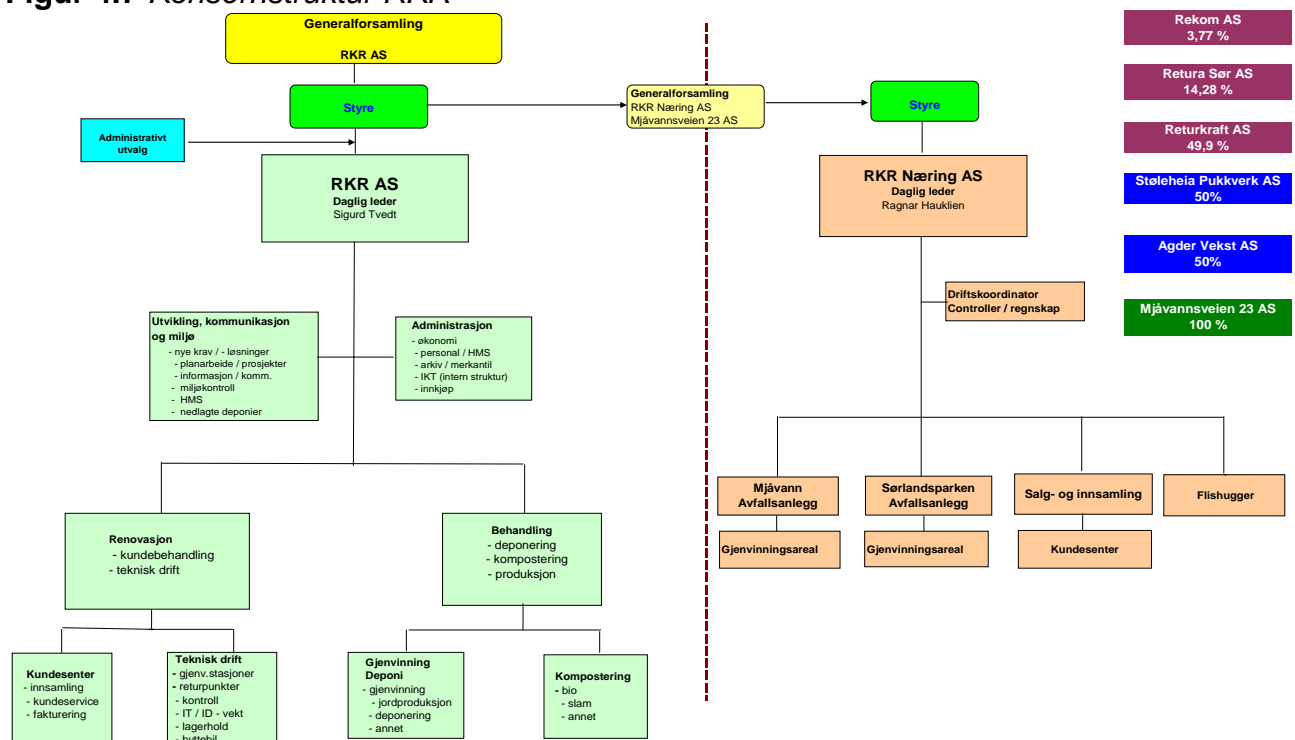 Konsernstruktur RKR
Generalforsamling
RKR AS
Styre
Administrativt
utvalg
RKR AS
Daglig leder
Sigurd Tvedt
Utvikling, kommunikasjon
og miljø
- nye krav / - løsninger
- planarbeide / prosjekter
- informasjon / komm.
- miljøkontroll
- HMS
- nedlagte deponier
Administrasjon
- økonomi
- personal / HMS
- arkiv / merkantil
- IKT (intern struktur)
- innkjøp
Renovasjon
- kundebehandling
- teknisk drift
Behandling
- deponering
- kompostering
- produksjon
Kundesenter
- innsamling
- kundeservice
- fakturering
Teknisk drift
- gjenv.stasjoner
- returpunkter
- kontroll
- IT / ID - vekt
- lagerhold
- byttebil
Gjenvinning
Deponi
- gjenvinning
- jordproduksjon
- deponering
- annet
Kompostering
- bio
- slam
- annet
Generalforsamling
RKR Næring AS
Mjåvannsveien 23 AS
Styre
RKR Næring AS
Daglig leder
Ragnar Hauklien
Driftskoordinator
Controller / regnskap
Mjåvann
Avfallsanlegg
Gjenvinningsareal
Sørlandsparken
Avfallsanlegg
Gjenvinningsareal
Salg- og innsamling
Kundesenter
Flishugger
Rekom AS
3,77 %
Retura Sør AS
14,28 %
Returkraft AS
49,9 %
Støleheia Pukkverk AS
50%
Agder Vekst AS
50%
Mjåvannsveien 23 AS
100 %